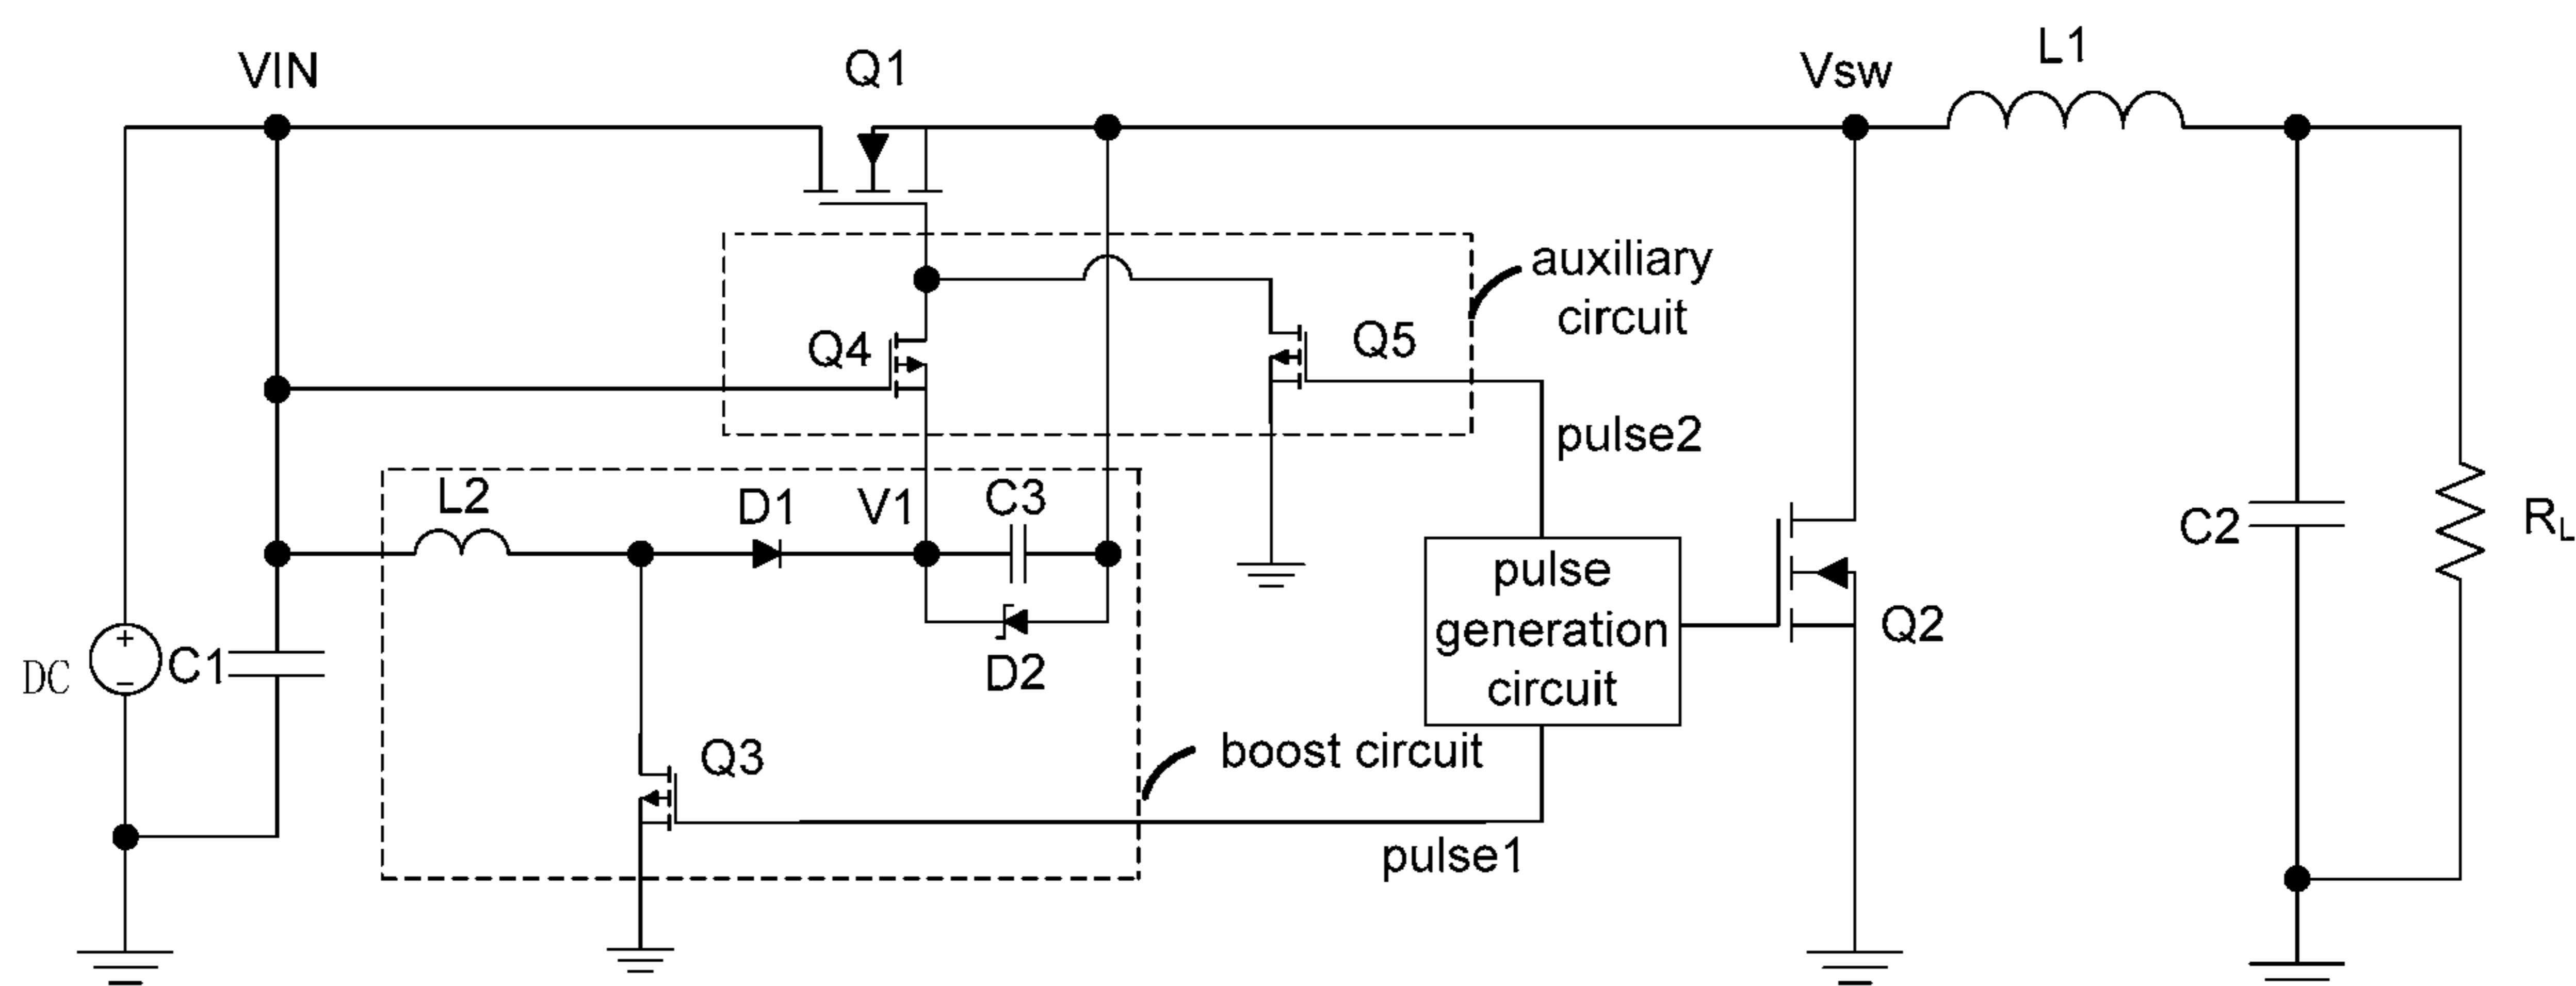 VIN
Q1
Vsw
L1
auxiliary
circuit
Q4
Q5
pulse2
L2
D1
V1
C3
C2
RL
pulse
generation
circuit
Q2
DC
+
−
C1
D2
Q3
boost circuit
pulse1